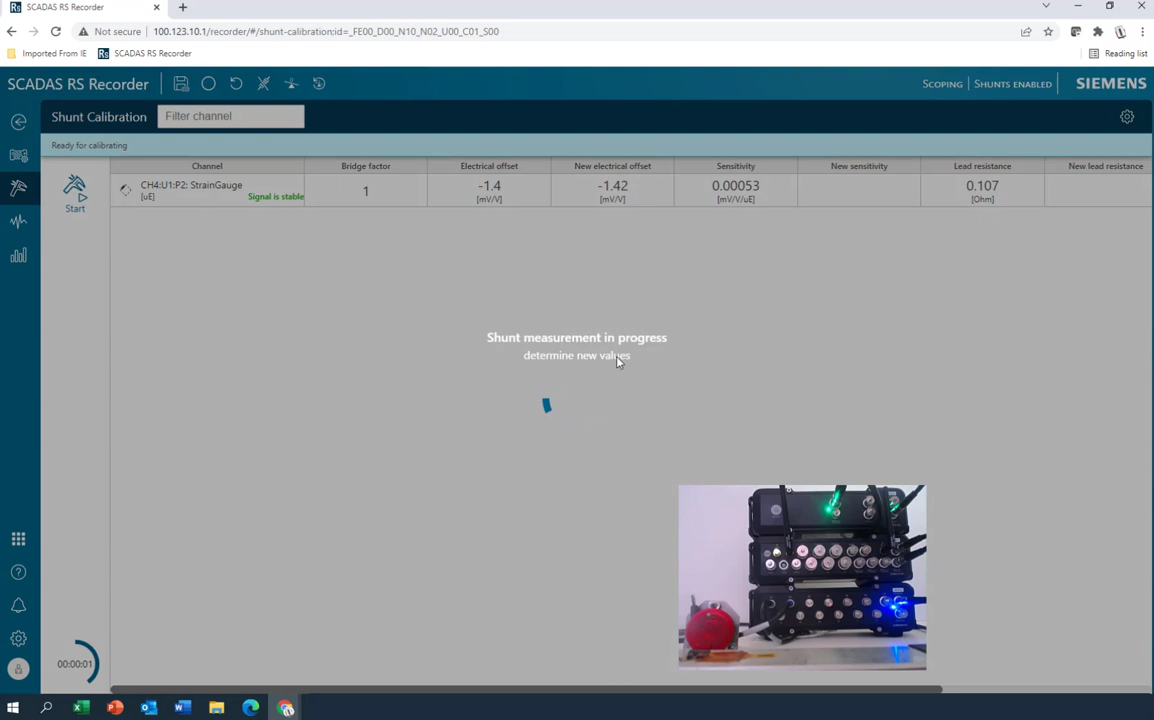 SCADAS RS Recorder
Not secure
100.123.10.1/recorder/#/shunt-calibration;id=_FE00_D00_N10_N02_U00_C01_S00
Imported From IE
SCADAS RS Recorder
Reading list
SCADAS RS Recorder
SCOPING
SHUNTS ENABLED
SIEMENS
Shunt Calibration
Filter channel
Ready for calibrating
Channel
Bridge factor
Electrical offset
New electrical offset
Sensitivity
New sensitivity
Lead resistance
New lead resistance
Start
CH4:U1:P2: StrainGauge
[uE]
Signal is stable
1
-1.4
[mV/V]
-1.42
[mV/V]
0.00053
[mV/V/uE]
0.107
[Ohm]
Shunt measurement in progress
determine new values
00:00:01